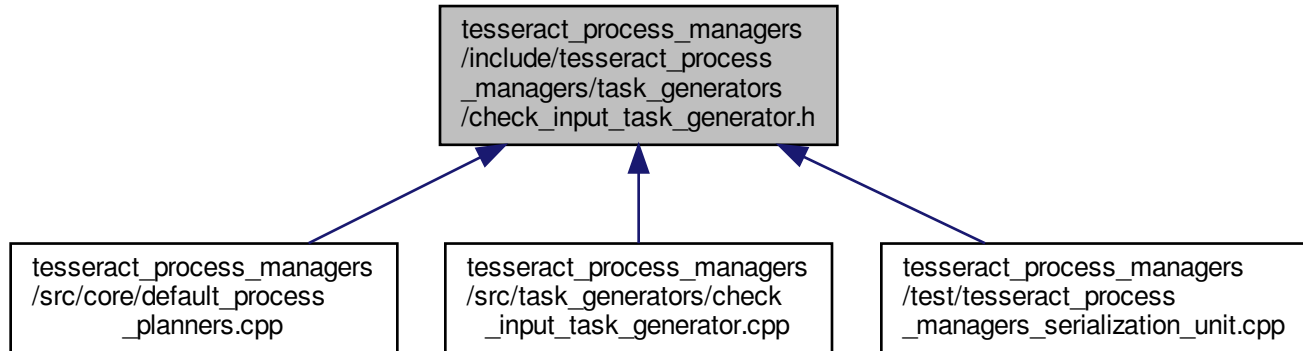 tesseract_process_managers
/include/tesseract_process
_managers/task_generators
/check_input_task_generator.h
tesseract_process_managers
/src/core/default_process
_planners.cpp
tesseract_process_managers
/src/task_generators/check
_input_task_generator.cpp
tesseract_process_managers
/test/tesseract_process
_managers_serialization_unit.cpp